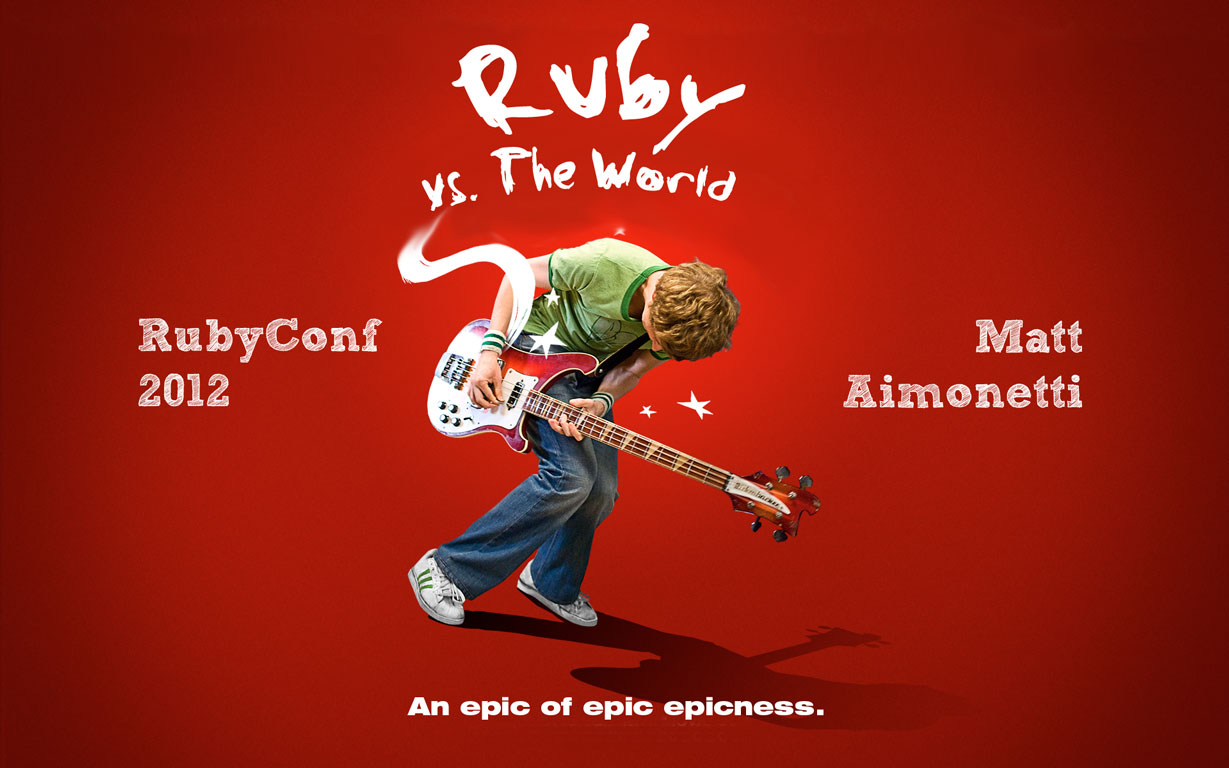 Ruby
vs. The World
RubyConf
2012
Matt
Aimonetti
An epic of epic epicness.